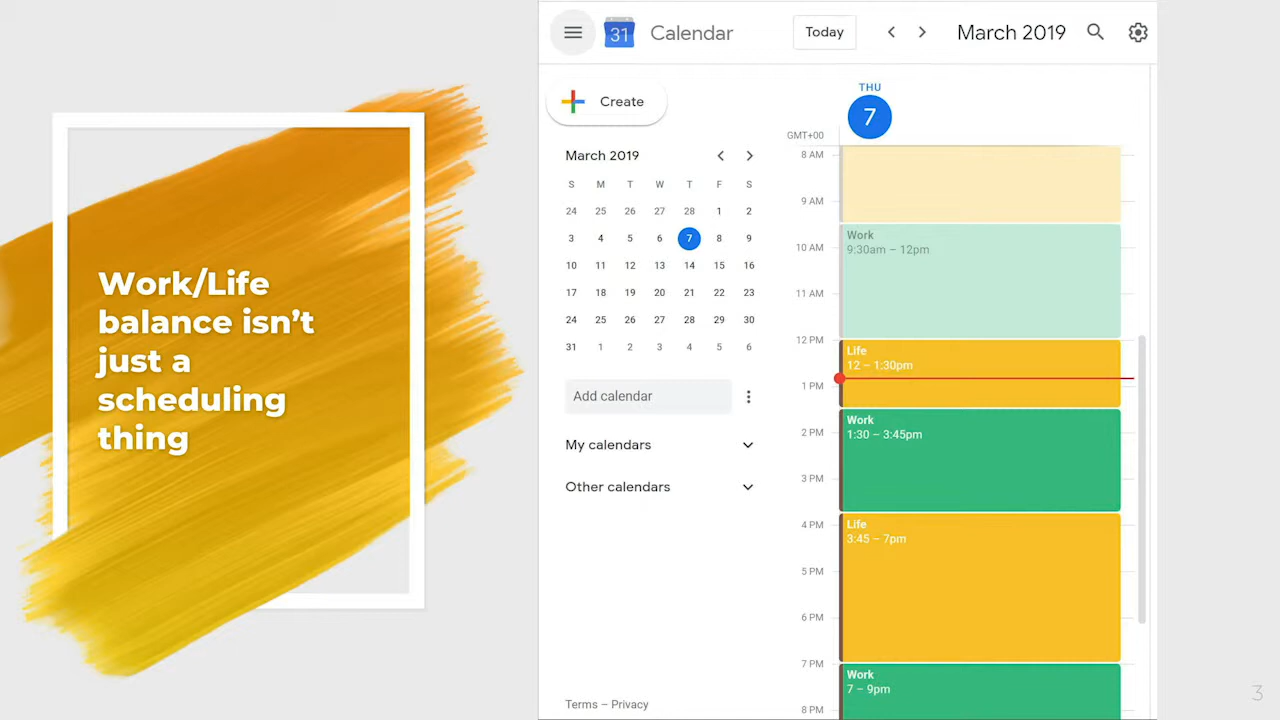 Work/Life
balance isn't
just a
scheduling
thing
31 Calendar
Today
March 2019
Create
March 2019
S M T W T F S
24 25 26 27 28 1 2
3 4 5 6 7 8 9
10 11 12 13 14 15 16
17 18 19 20 21 22 23
24 25 26 27 28 29 30
31 1 2 3 4 5 6
Add calendar
My calendars
Other calendars
Terms – Privacy
THU
7
GMT+00
8 AM
9 AM
Work
9:30am – 12pm
10 AM
11 AM
12 PM
Life
12 – 1:30pm
1 PM
Work
1:30 – 3:45pm
2 PM
3 PM
Life
3:45 – 7pm
4 PM
5 PM
6 PM
7 PM
Work
7 – 9pm
8 PM
3